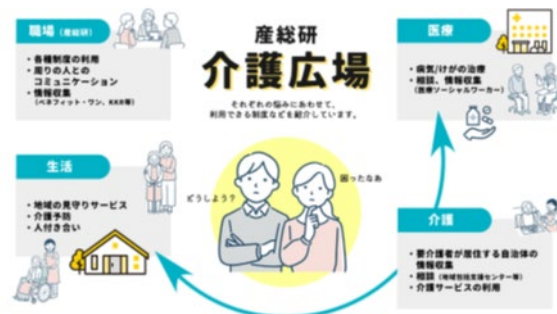 職場（産総研）
・各種制度の利用
・周りの人との
コミュニケーション
・情報収集
（ベネフィット・ワン、KKR等）
産総研
介護広場
それぞれの悩みにあわせて、
利用できる制度などを紹介しています。
医療
・病気/けがの治療
・相談、情報収集
（医療ソーシャルワーカー）
生活
・地域の見守りサービス
・介護予防
・人付き合い
どうしよう？
困ったなあ
介護
・要介護者が居住する自治体の
情報収集
・相談（地域包括支援センター等）
・介護サービスの利用